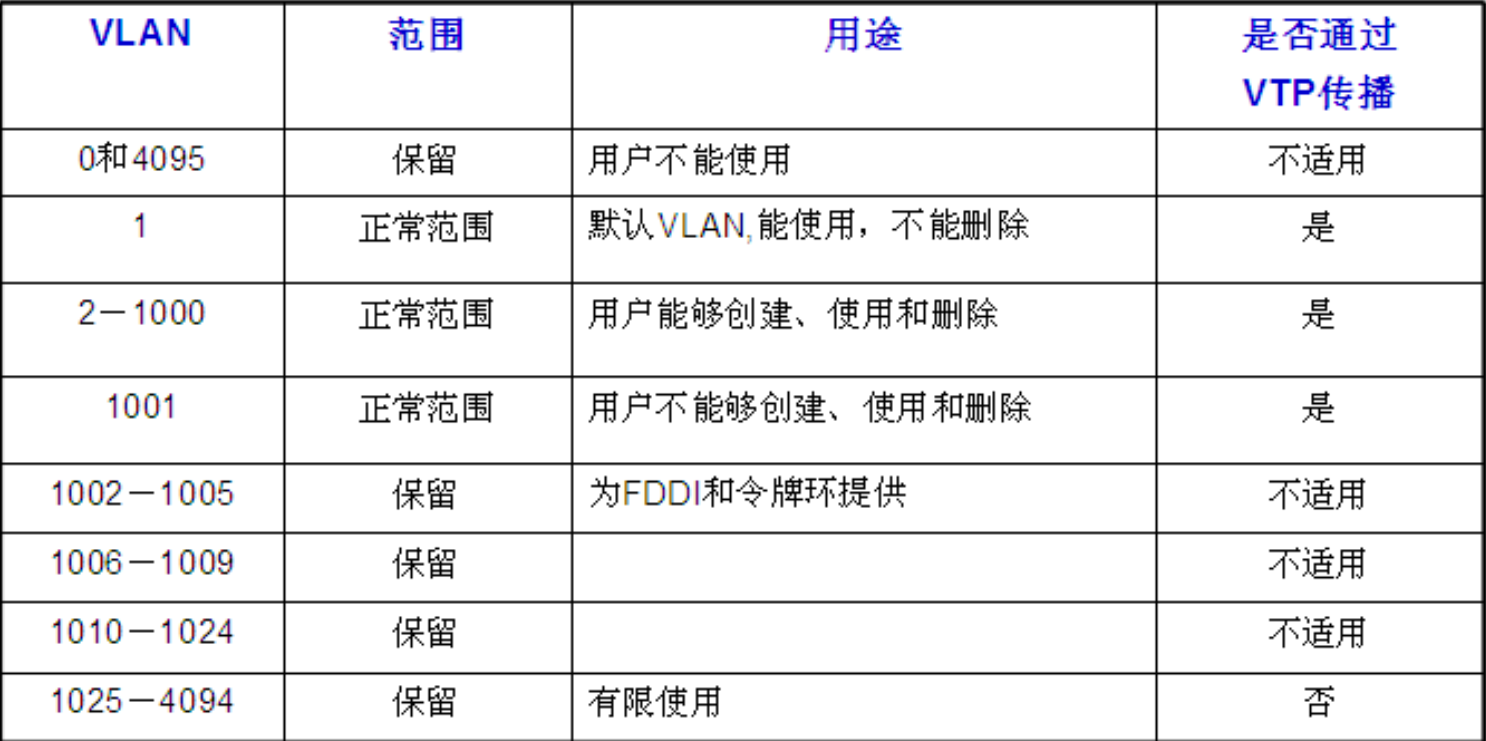 VLAN 范围 用途 是否通过
VTP传播
0和4095 保留 用户不能使用 不适用
1 正常范围 默认VLAN,能使用，不能删除 是
2－1000 正常范围 用户能够创建、使用和删除 是
1001 正常范围 用户不能够创建、使用和删除 是
1002－1005 保留 为FDDI和令牌环提供 不适用
1006－1009 保留 不适用
1010－1024 保留 不适用
1025－4094 保留 有限使用 否